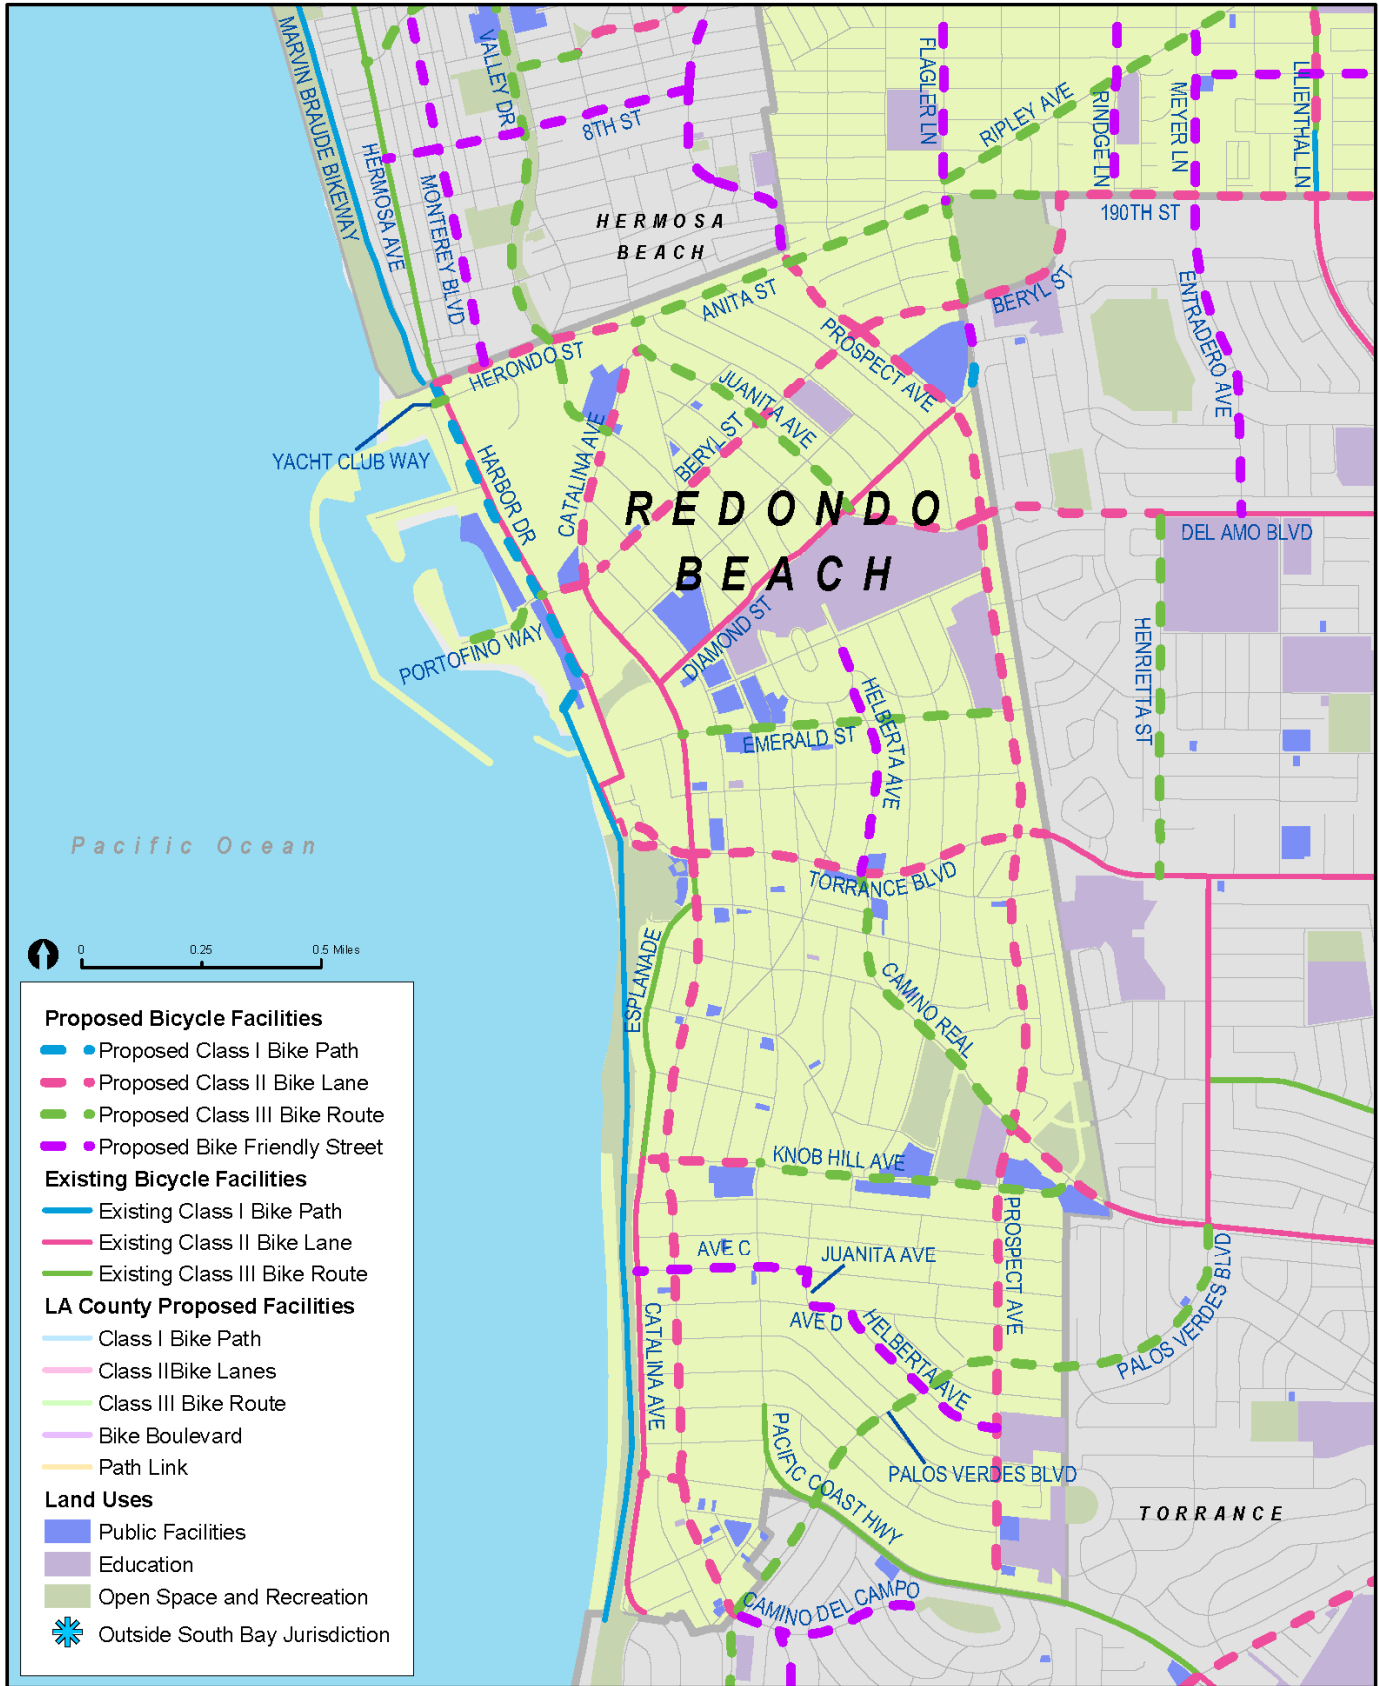 MARVIN BRAUDE BIKEWAY
HERMOSA AVE
MONTEREY BLVD
VALLEY DR
8TH ST
HERMOSA
BEACH
FLAGLER LN
RIPLEY AVE
RINDGE LN
MEYER LN
LILIENTHAL LN
190TH ST
BERYL ST
ENTRADERO AVE
ANITA ST
HERONDO ST
PROSPECT AVE
JUANITA AVE
BERYL ST
CATALINA AVE
YACHT CLUB WAY
HARBOR DR
REDONDO
BEACH
DEL AMO BLVD
DIAMOND ST
PORTOFINO WAY
HELBERTA AVE
HENRIETTA ST
EMERALD ST
Pacific Ocean
TORRANCE BLVD
ESPLANADE
CAMINO REAL
KNOB HILL AVE
PROSPECT AVE
AVE C
JUANITA AVE
AVE D
HELBERTA AVE
CATALINA AVE
PALOS VERDES BLVD
PALOS VERDES BLVD
PACIFIC COAST HWY
TORRANCE
CAMINO DEL CAMPO
0 0.25 0.5 Miles
Proposed Bicycle Facilities
Proposed Class I Bike Path
Proposed Class II Bike Lane
Proposed Class III Bike Route
Proposed Bike Friendly Street
Existing Bicycle Facilities
Existing Class I Bike Path
Existing Class II Bike Lane
Existing Class III Bike Route
LA County Proposed Facilities
Class I Bike Path
Class IIBike Lanes
Class III Bike Route
Bike Boulevard
Path Link
Land Uses
Public Facilities
Education
Open Space and Recreation
Outside South Bay Jurisdiction